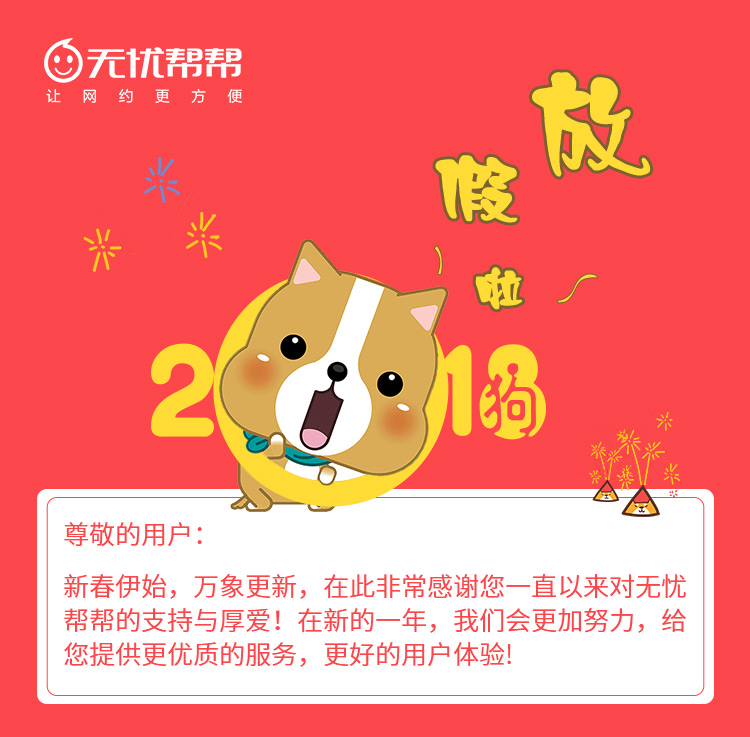 无忧帮帮
让网约更方便
放
假
啦
2018
狗
尊敬的用户：
新春伊始，万象更新，在此非常感谢您一直以来对无忧
帮帮的支持与厚爱！在新的一年，我们会更加努力，给
您提供更优质的服务，更好的用户体验!